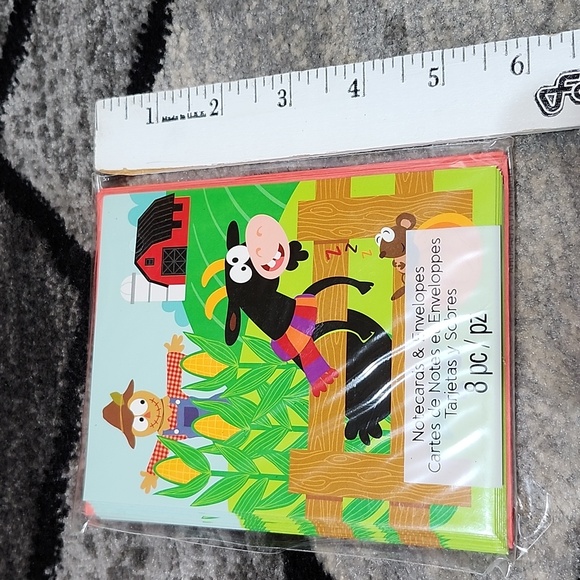 1 2 3 4 5 6
Made in U.S.A.
z z z
Notecards & Envelopes
Cartes de Notes et Enveloppes
Tarjetas y Sobres
8 pc / pz